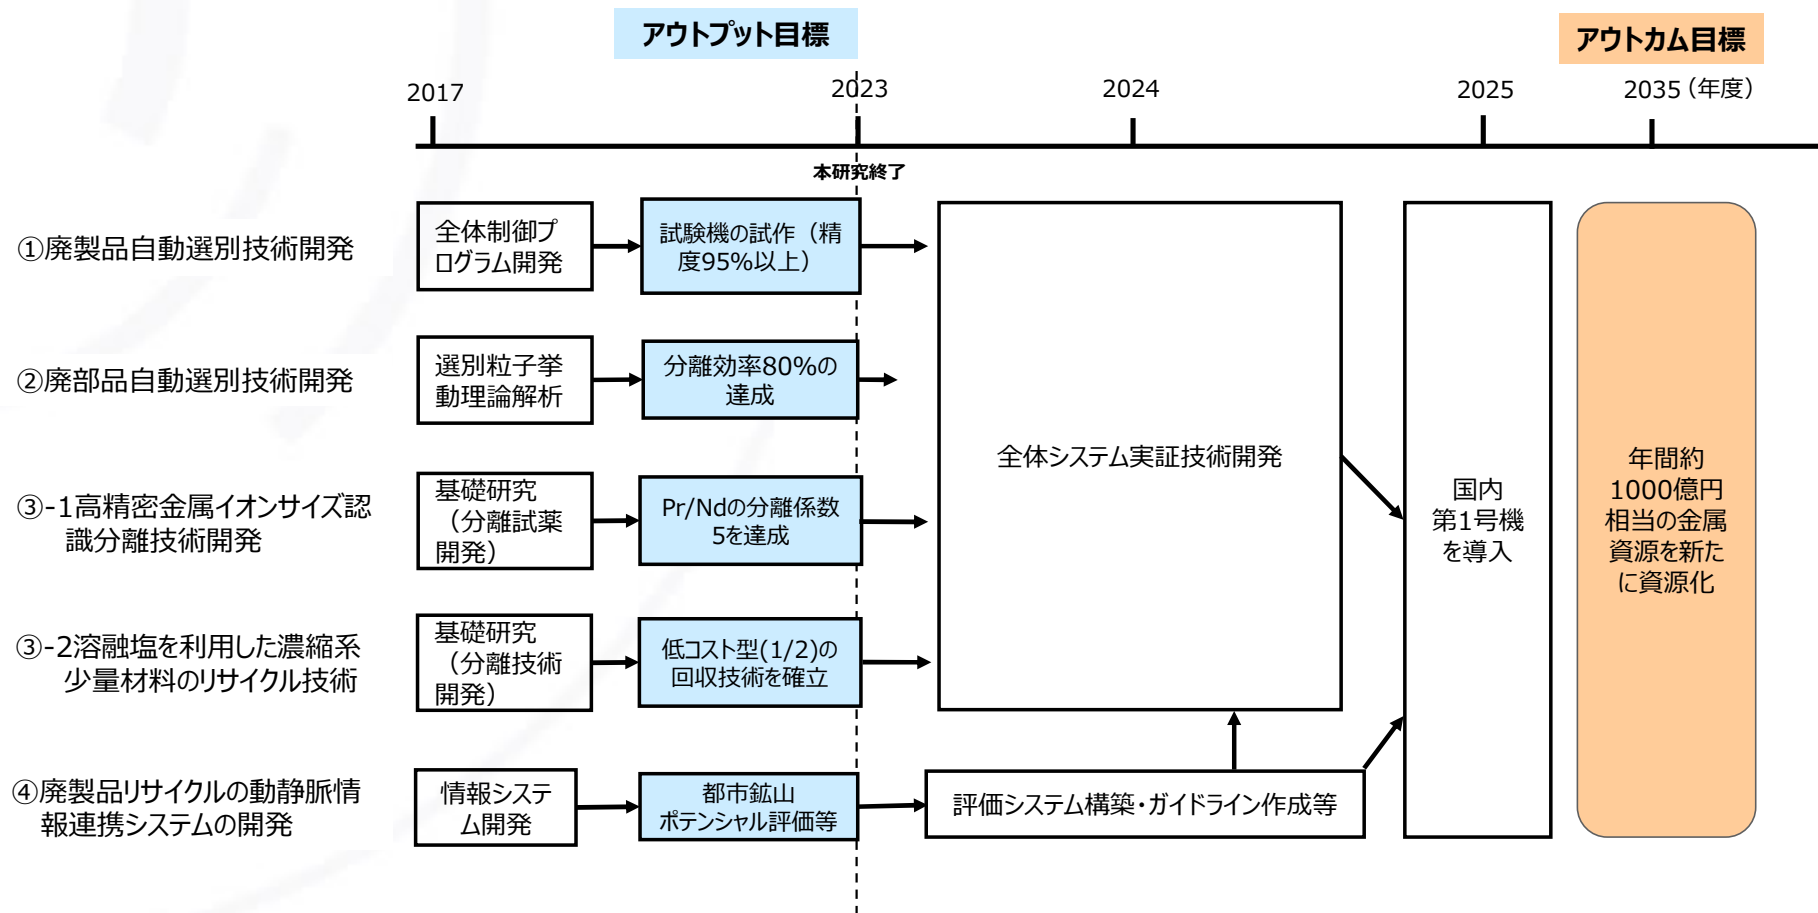 アウトプット目標
アウトカム目標
2017
2023
2024
2025
2035（年度）
本研究終了
①廃製品自動選別技術開発
全体制御プ
ログラム開発
試験機の試作（精
度95%以上）
②廃部品自動選別技術開発
選別粒子挙
動理論解析
分離効率80%の
達成
③-1高精密金属イオンサイズ認
識分離技術開発
基礎研究
（分離試薬
開発）
Pr/Ndの分離係数
5を達成
③-2溶融塩を利用した濃縮系
少量材料のリサイクル技術
基礎研究
（分離技術
開発）
低コスト型(1/2)の
回収技術を確立
④廃製品リサイクルの動静脈情
報連携システムの開発
情報システ
ム開発
都市鉱山
ポテンシャル評価等
全体システム実証技術開発
評価システム構築・ガイドライン作成等
国内
第1号機
を導入
年間約
1000億円
相当の金属
資源を新た
に資源化